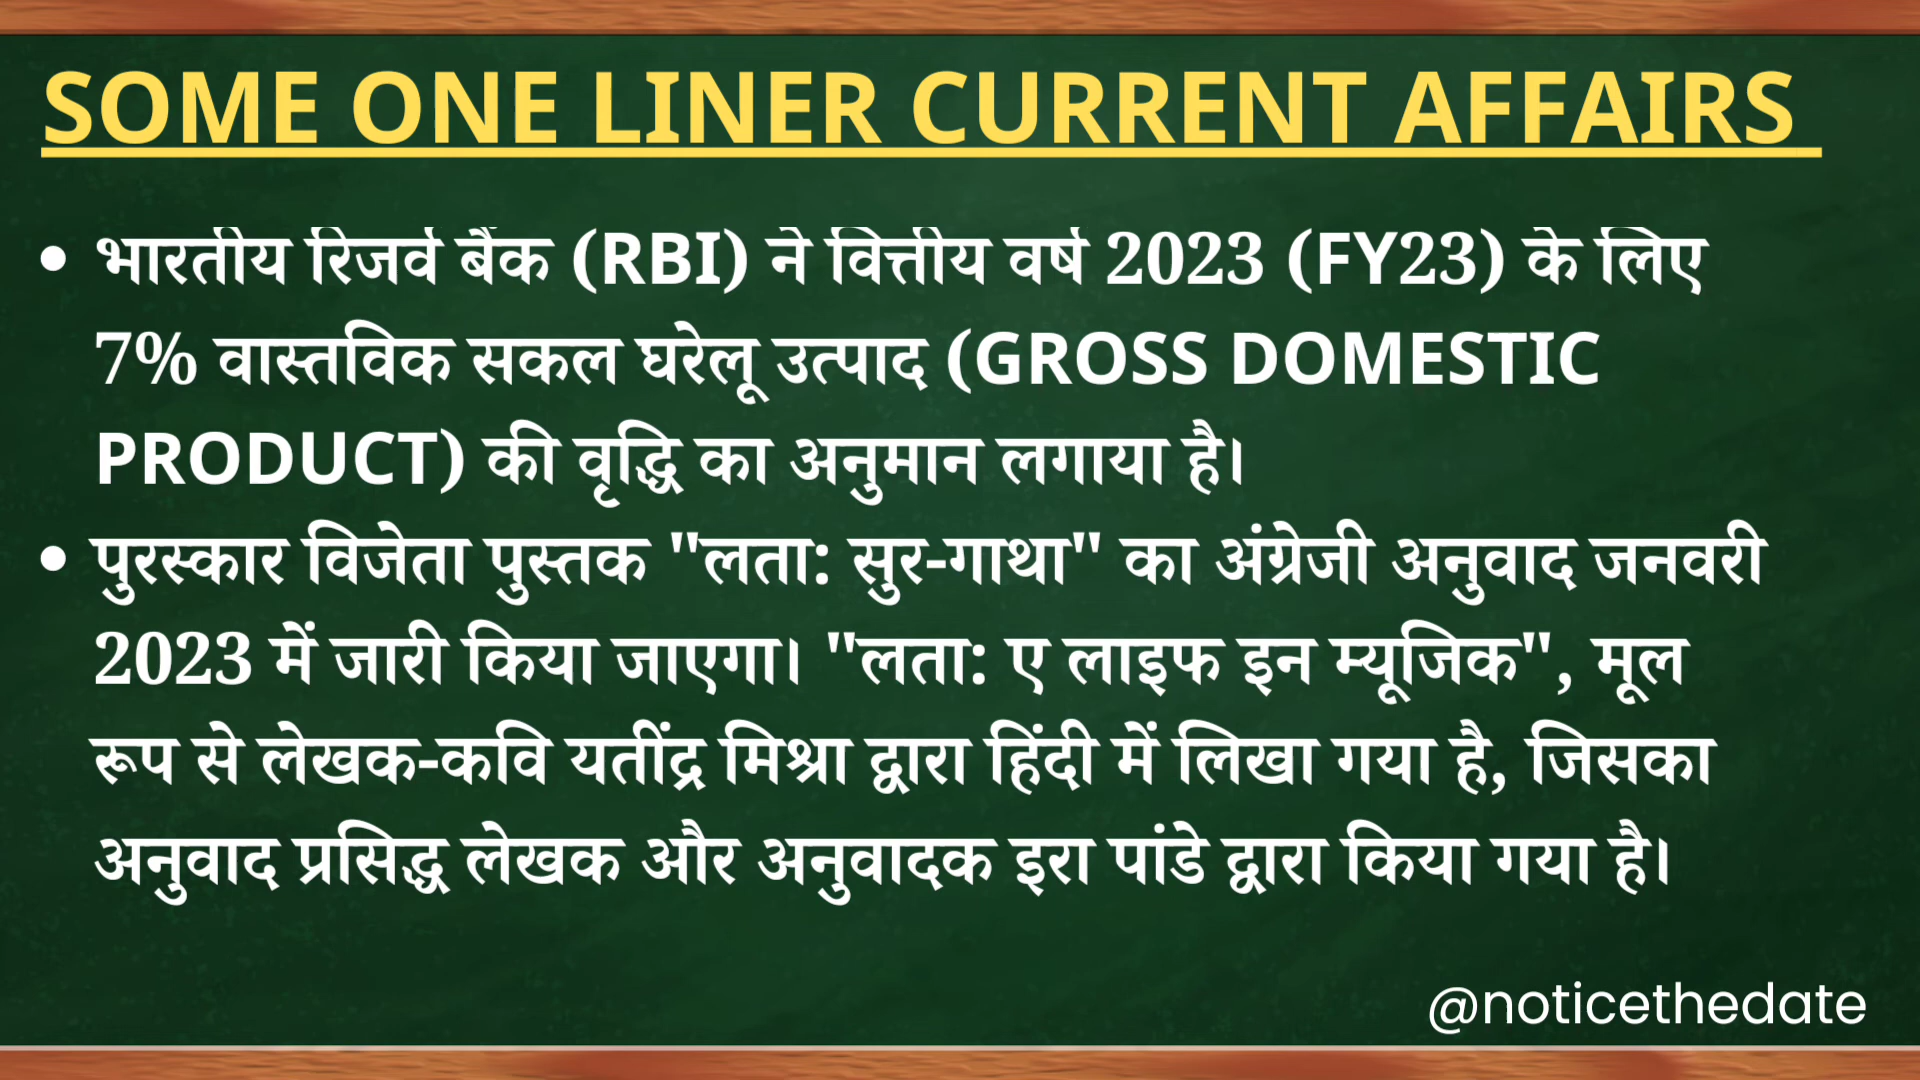 SOME ONE LINER CURRENT AFFAIRS
• भारतीय रिजर्व बैंक (RBI) ने वित्तीय वर्ष 2023 (FY23) के लिए
7% वास्तविक सकल घरेलू उत्पाद (GROSS DOMESTIC
PRODUCT) की वृद्धि का अनुमान लगाया है।
• पुरस्कार विजेता पुस्तक "लता: सुर-गाथा" का अंग्रेजी अनुवाद जनवरी
2023 में जारी किया जाएगा। "लता: ए लाइफ इन म्यूजिक", मूल
रूप से लेखक-कवि यतींद्र मिश्रा द्वारा हिंदी में लिखा गया है, जिसका
अनुवाद प्रसिद्ध लेखक और अनुवादक इरा पांडे द्वारा किया गया है।
@noticethedate